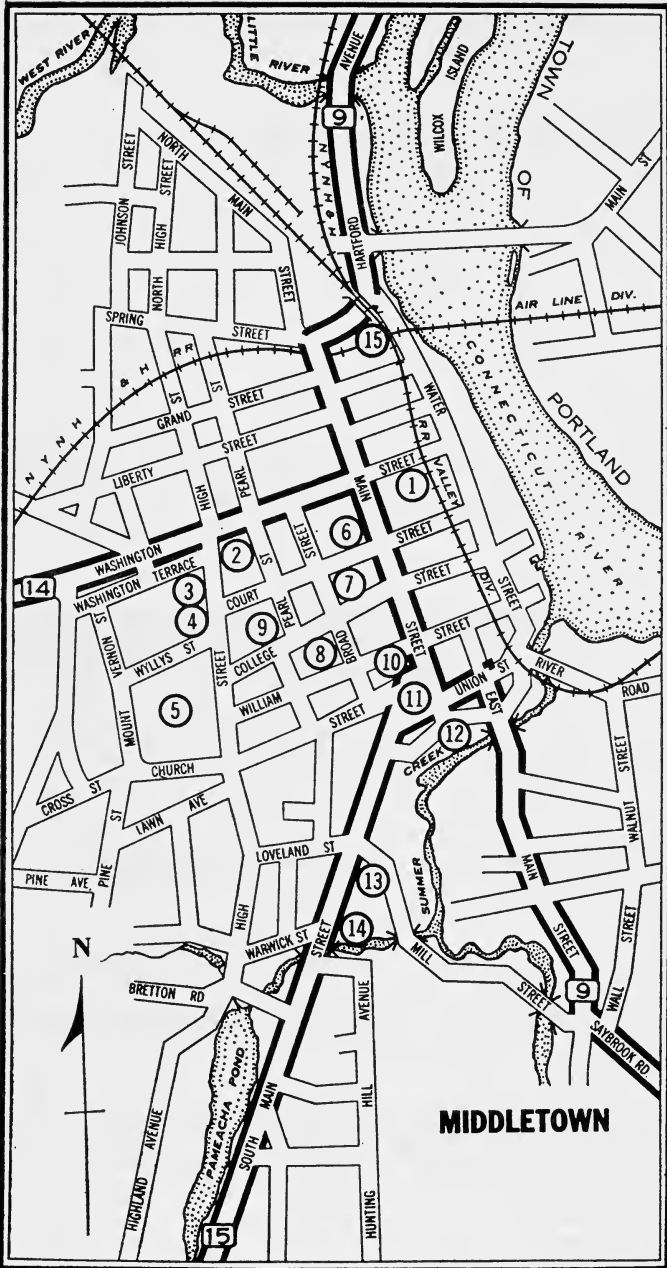 WEST RIVER
LITTLE RIVER
AVENUE
9
WILCOX ISLAND
TOWN OF PORTLAND
MAIN ST
NORTH MAIN STREET
JOHNSON STREET
NORTH HIGH STREET
NYNH&H
HARTFORD
AIR LINE DIV.
SPRING STREET
15
NYNH & H RR
ST
ST
GRAND STREET
WATER STREET
CONNECTICUT RIVER
LIBERTY STREET
HIGH
PEARL
MAIN
STREET
1
RR
VALLEY DIV.
WASHINGTON
6
STREET
14
WASHINGTON TERRACE
2
STREET
3
COURT
ST
7
STREET
4
PEARL
VERNON ST
WYLLYS ST
STREET
9
COLLEGE
8
BROAD
10
STREET
STREET
UNION ST
RIVER ROAD
5
WILLIAM
STREET
11
EAST
MOUNT
12
CREEK
CHURCH
CROSS ST
LAWN AVE
WALNUT STREET
PINE ST
LOVELAND ST
PINE AVE
13
SUMMER
MAIN STREET
N
HIGH
WARWICK ST
STREET
14
MILL STREET
WALL STREET
BRETTON RD
AVENUE
9
SAYBROOK RD
PAMEACHA POND
MAIN
HILL
MIDDLETOWN
HIGHLAND AVENUE
SOUTH
HUNTING
15